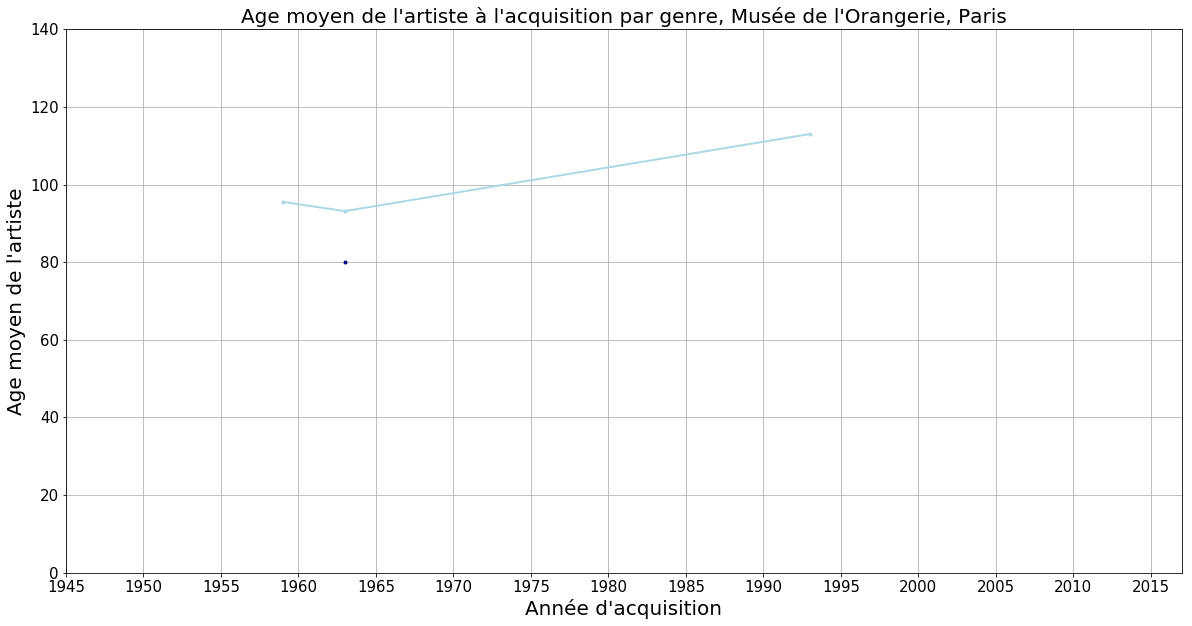 Age moyen de l'artiste à l'acquisition par genre, Musée de l'Orangerie, Paris
140
120
100
80
60
40
20
0
Age moyen de l'artiste
1945 1950 1955 1960 1965 1970 1975 1980 1985 1990 1995 2000 2005 2010 2015
Année d'acquisition